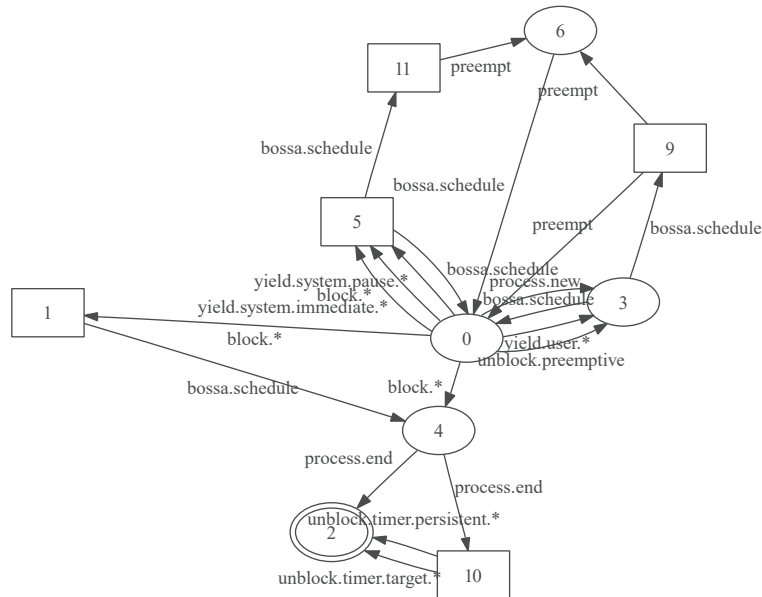 6
11
preempt
preempt
9
bossa.schedule
bossa.schedule
5
preempt
bossa.schedule
bossa.schedule
yield.system.pause.*
process.new
block.*
bossa.schedule
3
yield.system.immediate.*
1
block.*
0
yield.user.*
unblock.preemptive
bossa.schedule
block.*
4
process.end
process.end
unblock.timer.persistent.*
2
10
unblock.timer.target.*